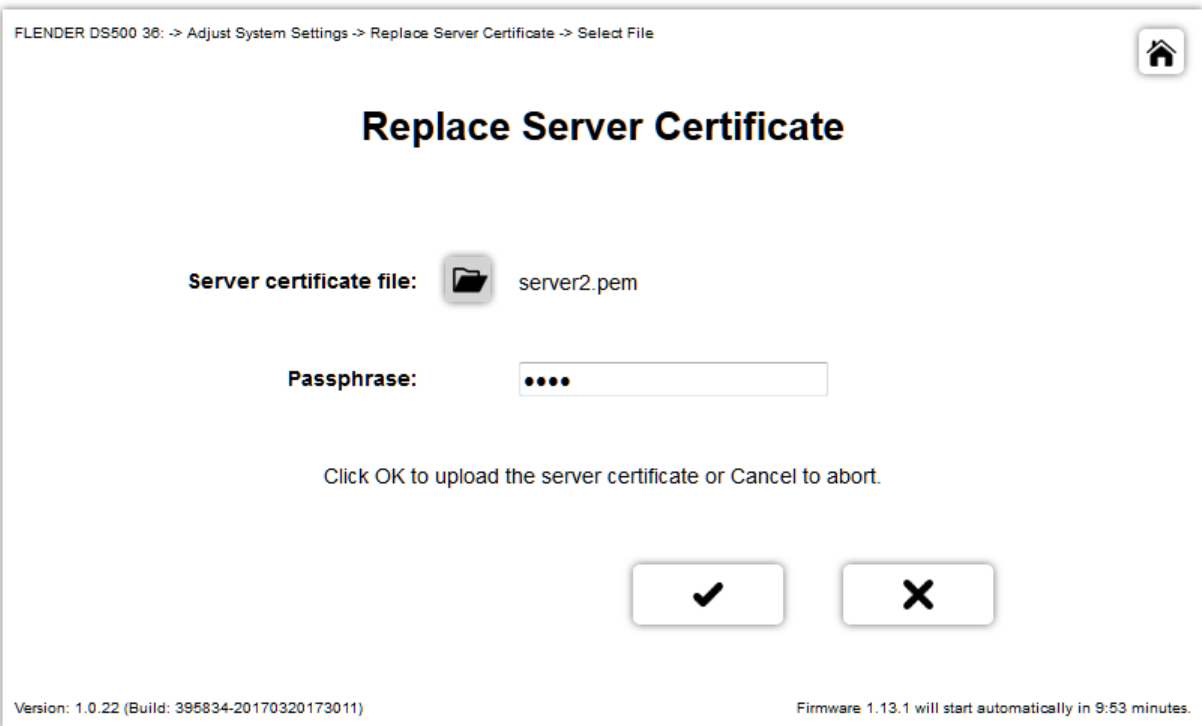 FLENDER DS500 36: -> Adjust System Settings -> Replace Server Certificate -> Select File
Replace Server Certificate
Server certificate file: server2.pem
Passphrase: ••••
Click OK to upload the server certificate or Cancel to abort.
Version: 1.0.22 (Build: 395834-20170320173011) Firmware 1.13.1 will start automatically in 9:53 minutes.